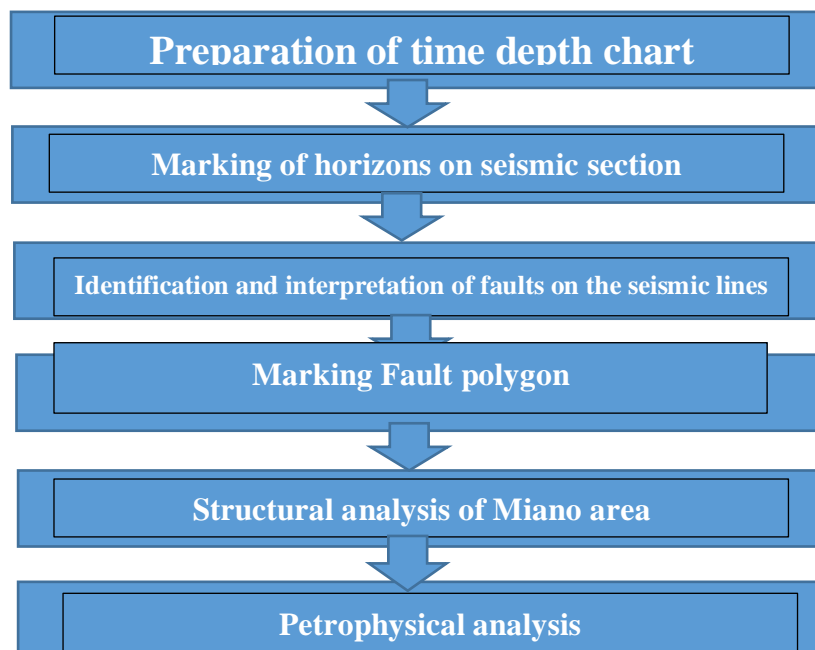 Preparation of time depth chart
Marking of horizons on seismic section
Identification and interpretation of faults on the seismic lines
Marking Fault polygon
Structural analysis of Miano area
Petrophysical analysis